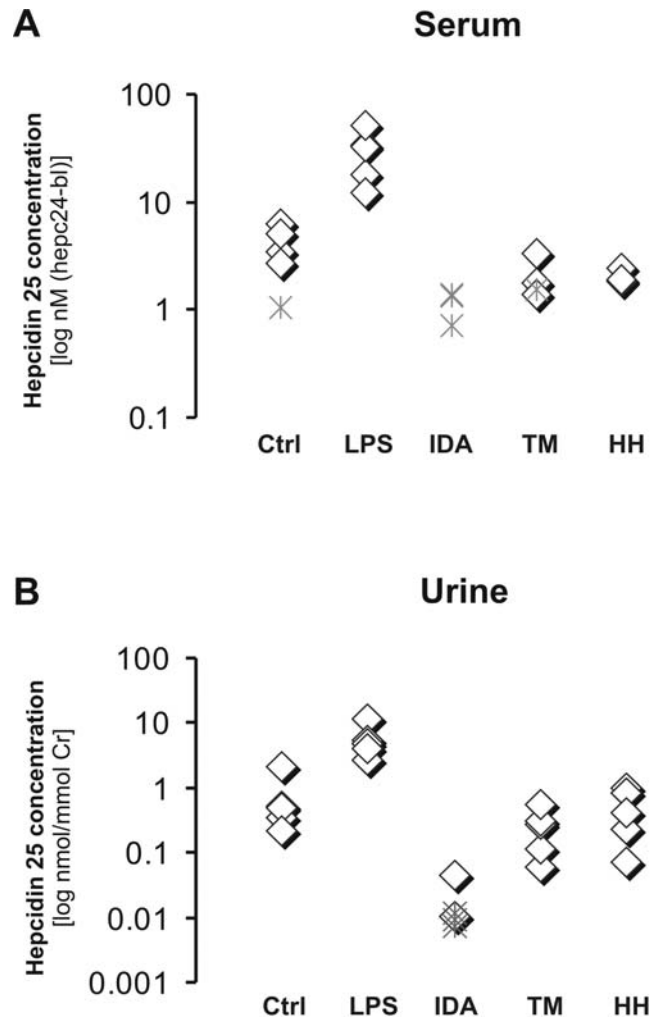 A
Serum
Hepcidin 25 concentration
[log nM (hepc24-bl)]
100
10
1
0.1
Ctrl LPS IDA TM HH
B
Urine
Hepcidin 25 concentration
[log nmol/mmol Cr]
100
10
1
0.1
0.01
0.001
Ctrl LPS IDA TM HH